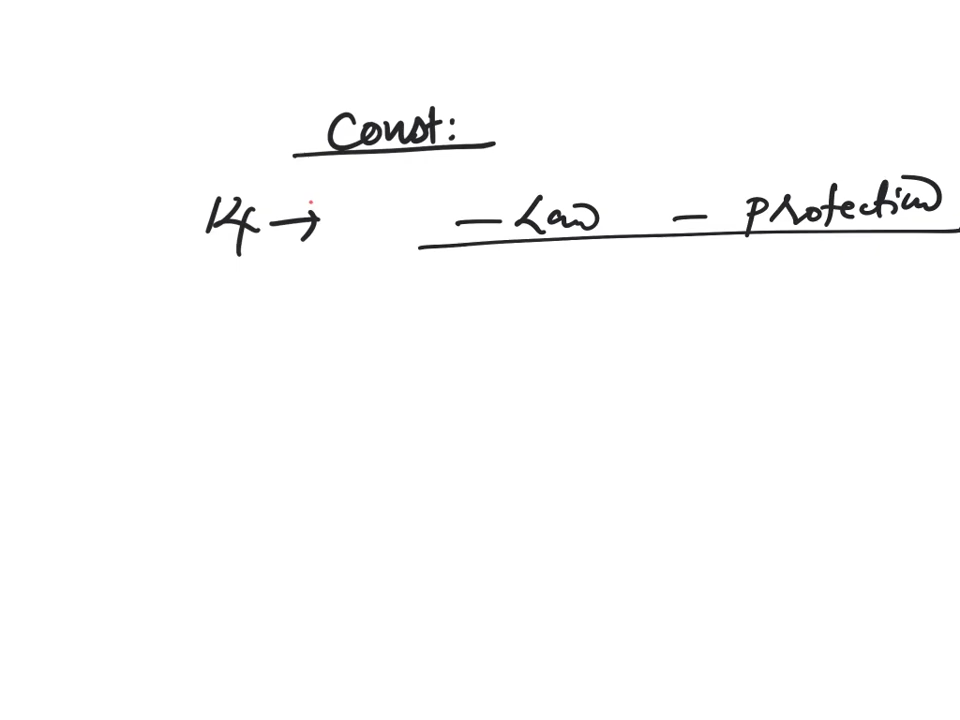 Const:
14 → — Law — Protection